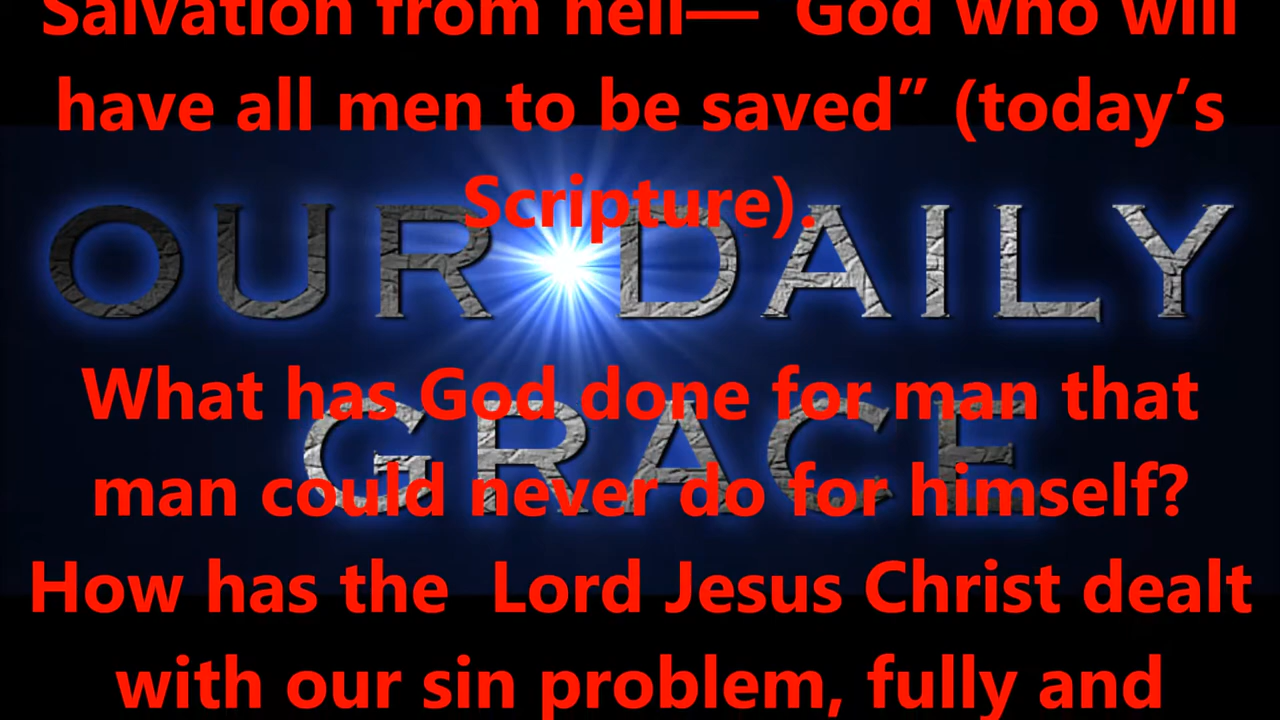 Salvation from hell— God who will
have all men to be saved” (today’s
Scripture).
OUR DAILY
What has God done for man that
GRACE
man could never do for himself?
How has the Lord Jesus Christ dealt
with our sin problem, fully and